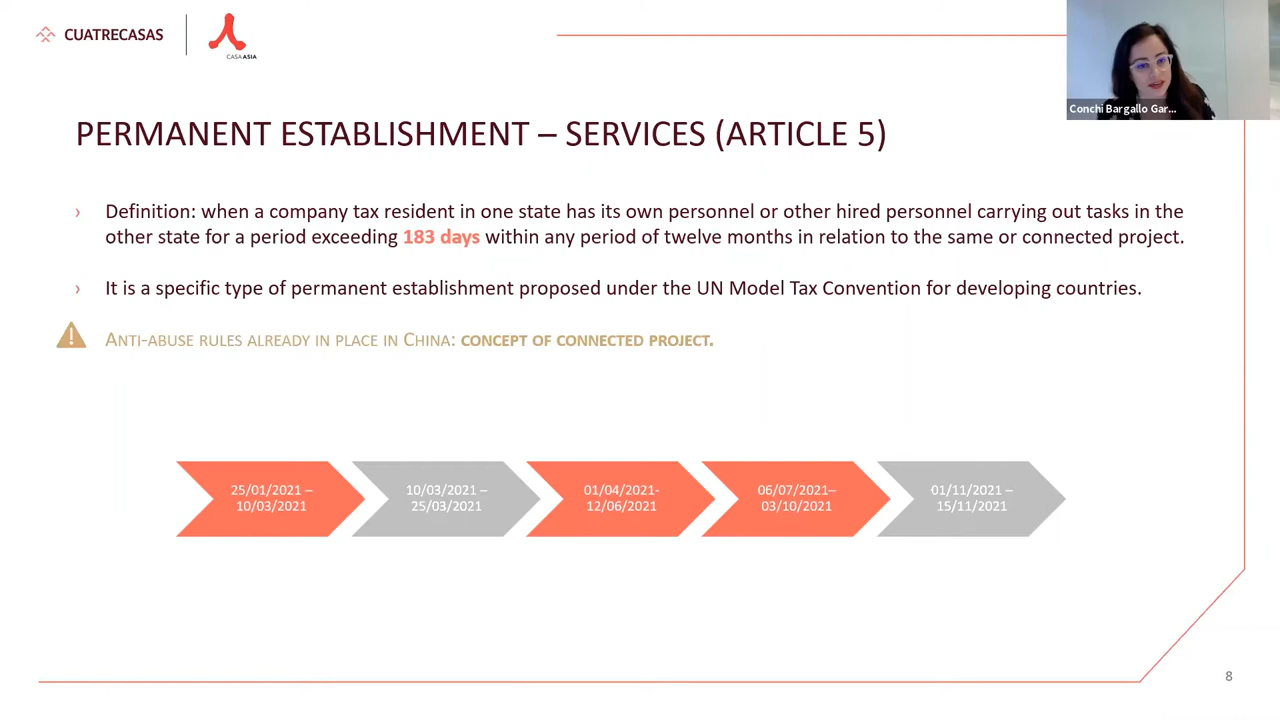 CUATRECASAS
CASAASIA
Conchi Bargallo Gar...
PERMANENT ESTABLISHMENT – SERVICES (ARTICLE 5)
› Definition: when a company tax resident in one state has its own personnel or other hired personnel carrying out tasks in the
other state for a period exceeding 183 days within any period of twelve months in relation to the same or connected project.
› It is a specific type of permanent establishment proposed under the UN Model Tax Convention for developing countries.
ANTI-ABUSE RULES ALREADY IN PLACE IN CHINA: CONCEPT OF CONNECTED PROJECT.
25/01/2021 –
10/03/2021
10/03/2021 –
25/03/2021
01/04/2021-
12/06/2021
06/07/2021–
03/10/2021
01/11/2021 –
15/11/2021
8